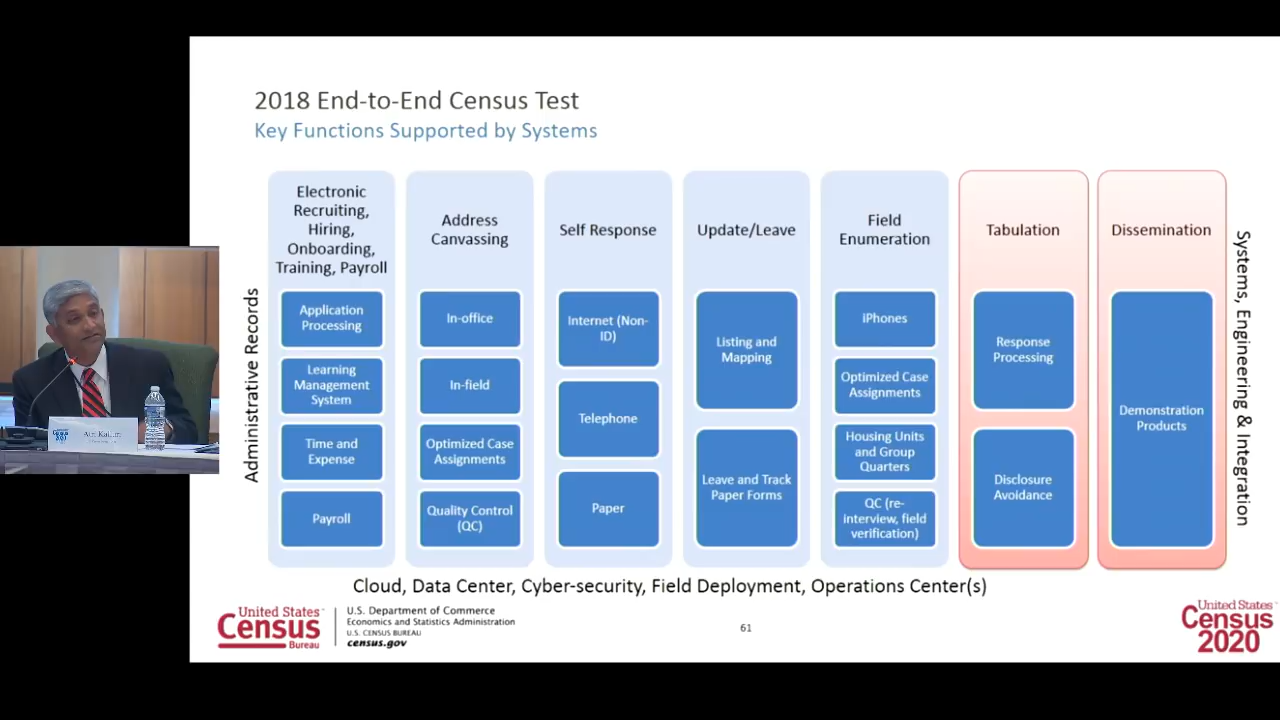 2018 End-to-End Census Test
Key Functions Supported by Systems
Administrative Records
Electronic
Recruiting,
Hiring,
Onboarding,
Training, Payroll
Application
Processing
Learning
Management
System
Time and
Expense
Payroll
Address
Canvassing
In-office
In-field
Optimized Case
Assignments
Quality Control
(QC)
Self Response
Internet (Non-
ID)
Telephone
Paper
Update/Leave
Listing and
Mapping
Leave and Track
Paper Forms
Field
Enumeration
iPhones
Optimized Case
Assignments
Housing Units
and Group
Quarters
QC (re-
interview, field
verification)
Tabulation
Response
Processing
Disclosure
Avoidance
Dissemination
Demonstration
Products
Systems, Engineering & Integration
Cloud, Data Center, Cyber-security, Field Deployment, Operations Center(s)
United States
Census
Bureau
U.S. Department of Commerce
Economics and Statistics Administration
U.S. CENSUS BUREAU
census.gov
61
United States
Census
2020